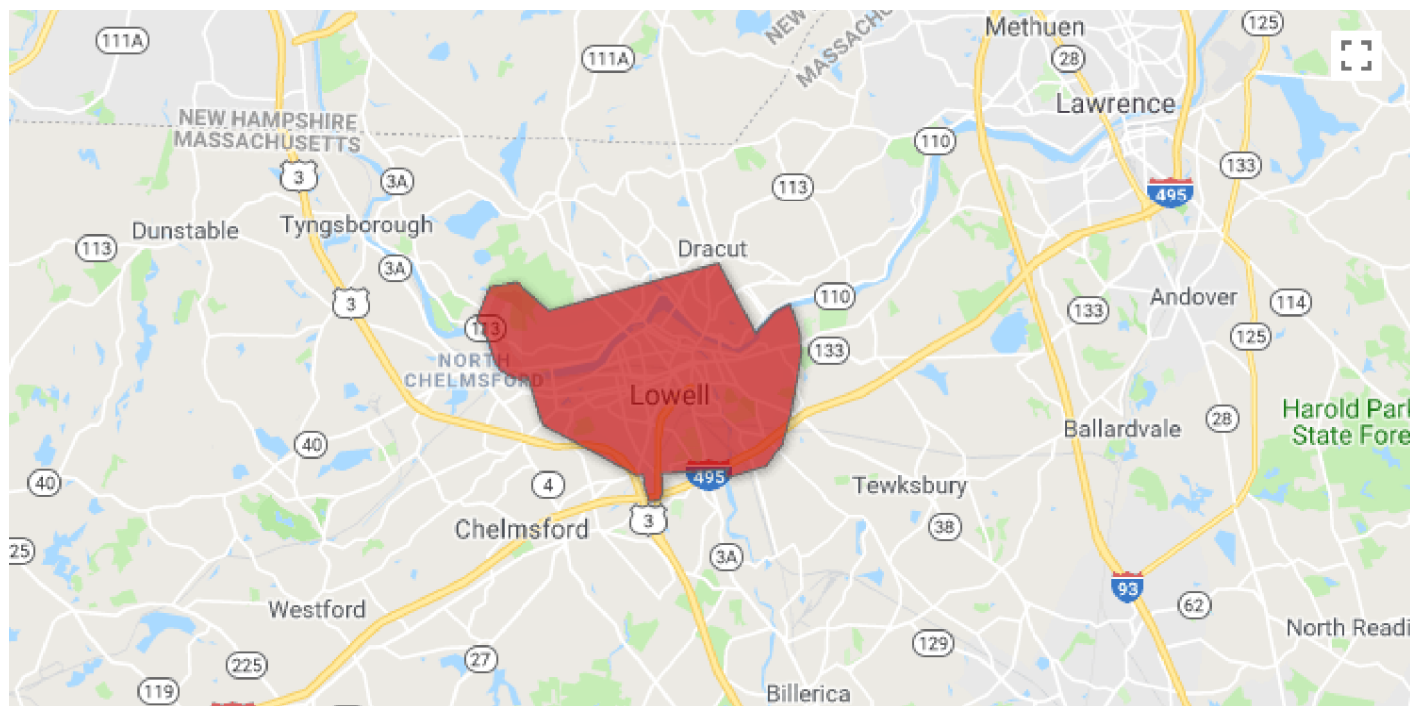 111A
111A
NEW
MASSACHU
Methuen
125
28
Lawrence
NEW HAMPSHIRE
MASSACHUSETTS
110
133
3
3A
113
495
Dunstable
Tyngsborough
113
Dracut
3A
3
110
Andover
114
133
113
133
125
NORTH
CHELMSFORD
Lowell
Harold Park
State Fore
28
Ballardvale
40
40
4
495
Tewksbury
3
Chelmsford
38
25
3A
93
Westford
62
129
North Readi
27
225
119
Billerica